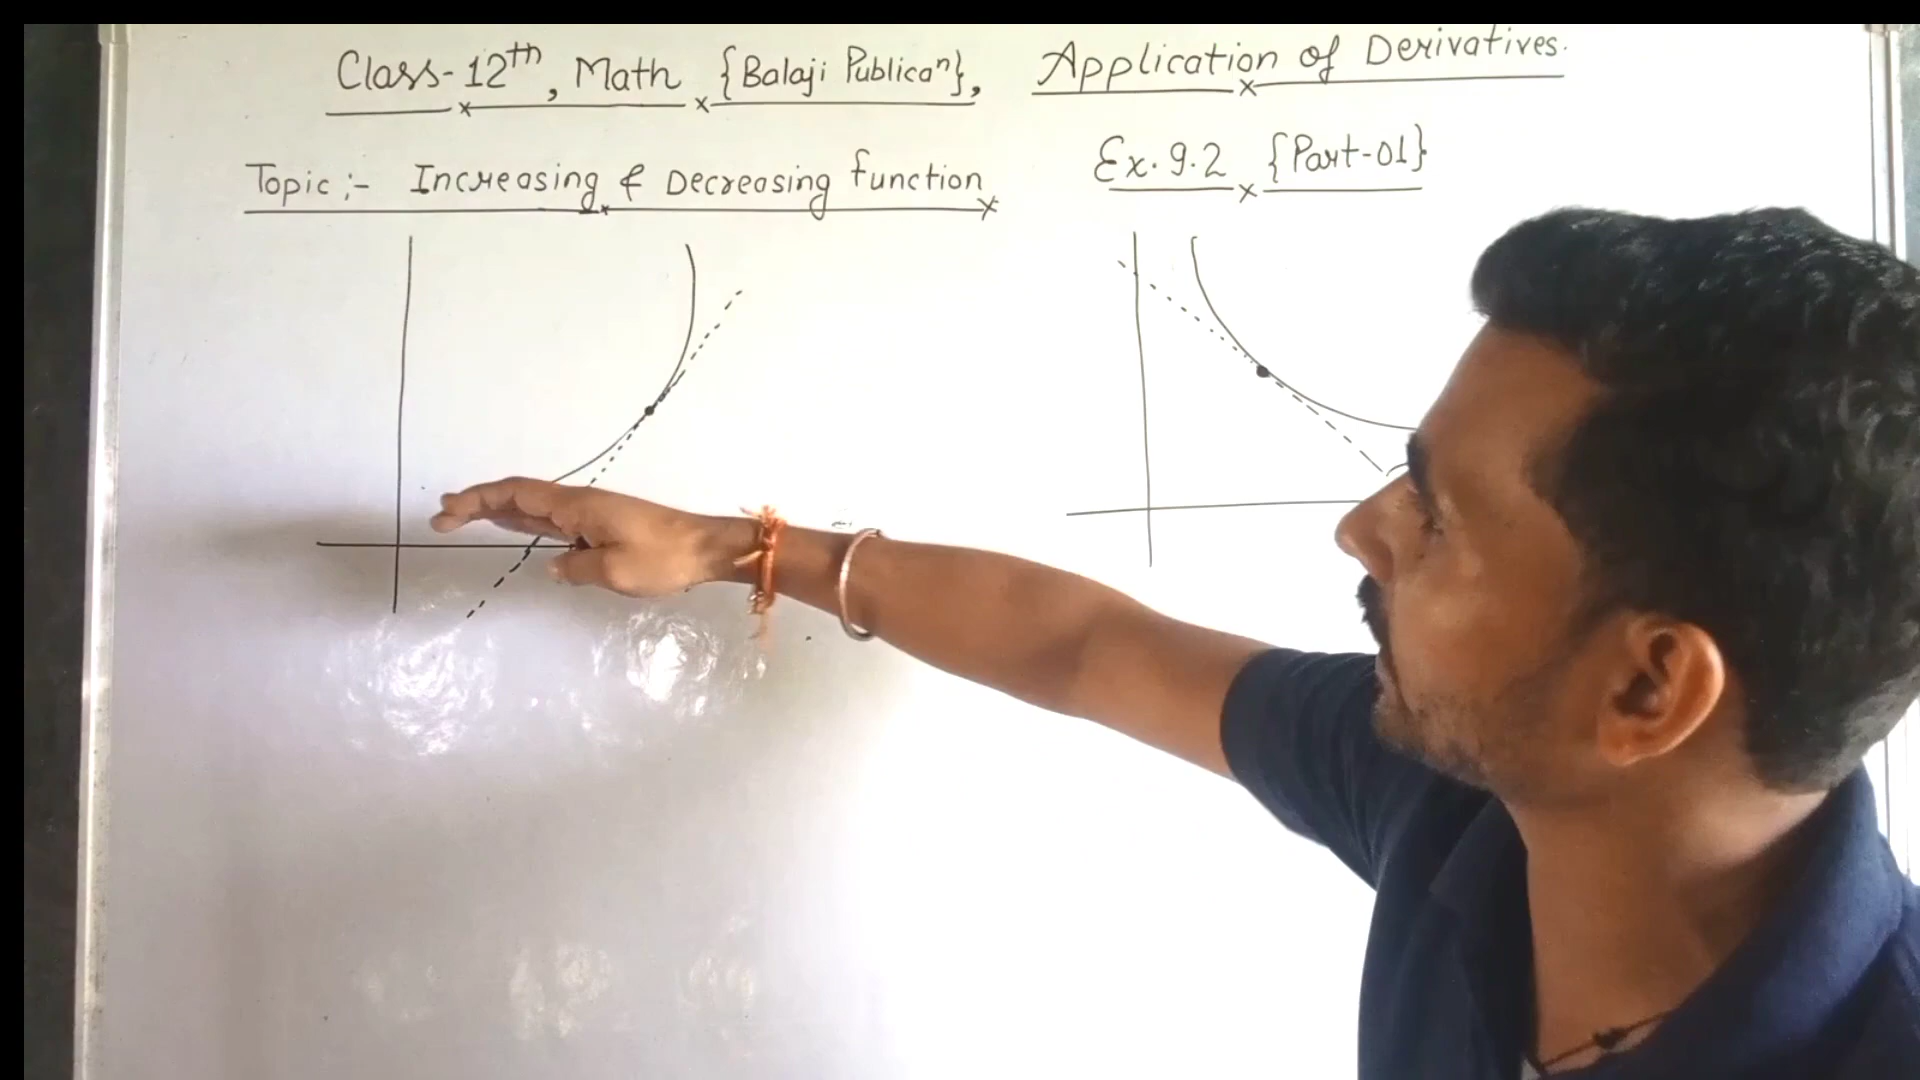 Class-12th, Math {Balaji Publicaⁿ}, Application of Derivatives.
Topic:- Increasing & Decreasing function
Ex. 9.2 {Part-01}